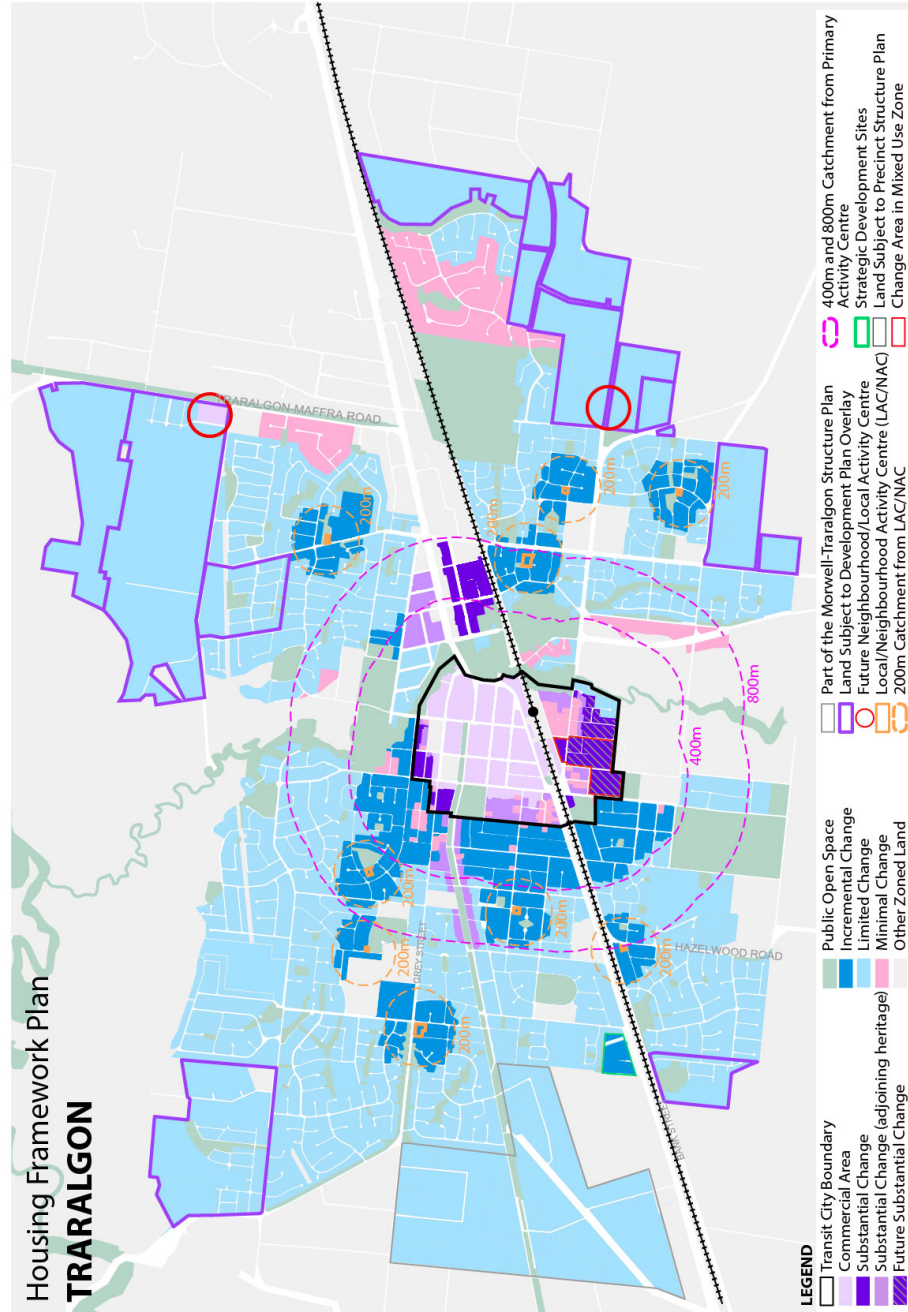 Housing Framework Plan
TRARALGON
TRARALGON-MAFFRA ROAD
GREY STREET
HAZELWOOD ROAD
200m
200m
200m
200m
200m
200m
200m
200m
200m
400m
800m
LEGEND
Transit City Boundary
Commercial Area
Substantial Change
Substantial Change (adjoining heritage)
Future Substantial Change
Public Open Space
Incremental Change
Limited Change
Minimal Change
Other Zoned Land
Part of the Morwell-Traralgon Structure Plan
Land Subject to Development Plan Overlay
Future Neighbourhood/Local Activity Centre
Local/Neighbourhood Activity Centre (LAC/NAC)
200m Catchment from LAC/NAC
400m and 800m Catchment from Primary
Activity Centre
Strategic Development Sites
Land Subject to Precinct Structure Plan
Change Area in Mixed Use Zone